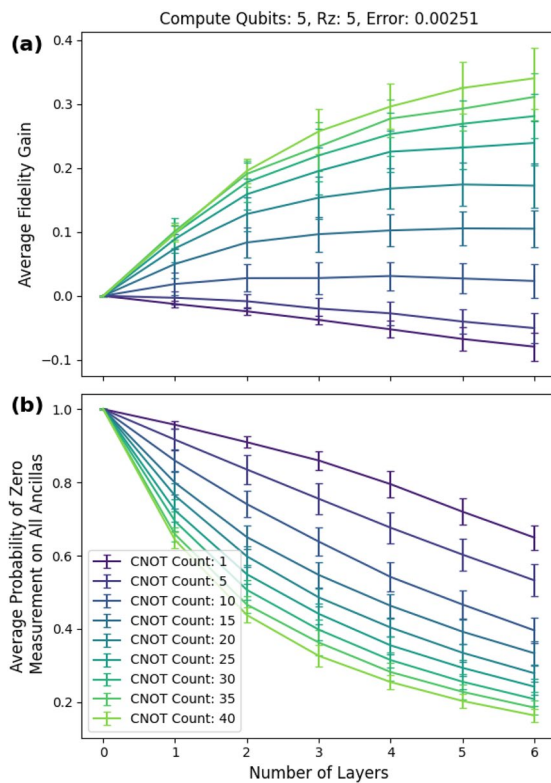 Compute Qubits: 5, Rz: 5, Error: 0.00251
(a)
0.4
0.3
0.2
0.1
0.0
−0.1
Average Fidelity Gain
(b)
1.0
0.8
0.6
0.4
0.2
Average Probability of Zero
Measurement on All Ancillas
CNOT Count: 1
CNOT Count: 5
CNOT Count: 10
CNOT Count: 15
CNOT Count: 20
CNOT Count: 25
CNOT Count: 30
CNOT Count: 35
CNOT Count: 40
0 1 2 3 4 5 6
Number of Layers